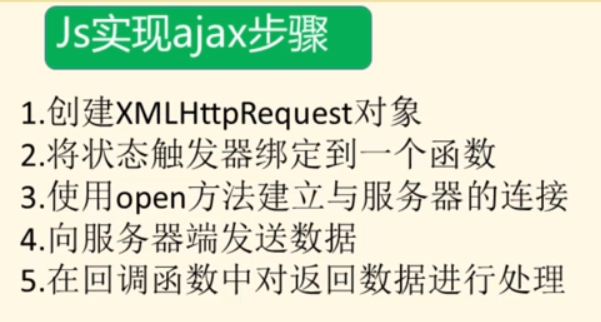 Js实现ajax步骤
1.创建XMLHttpRequest对象
2.将状态触发器绑定到一个函数
3.使用open方法建立与服务器的连接
4.向服务器端发送数据
5.在回调函数中对返回数据进行处理